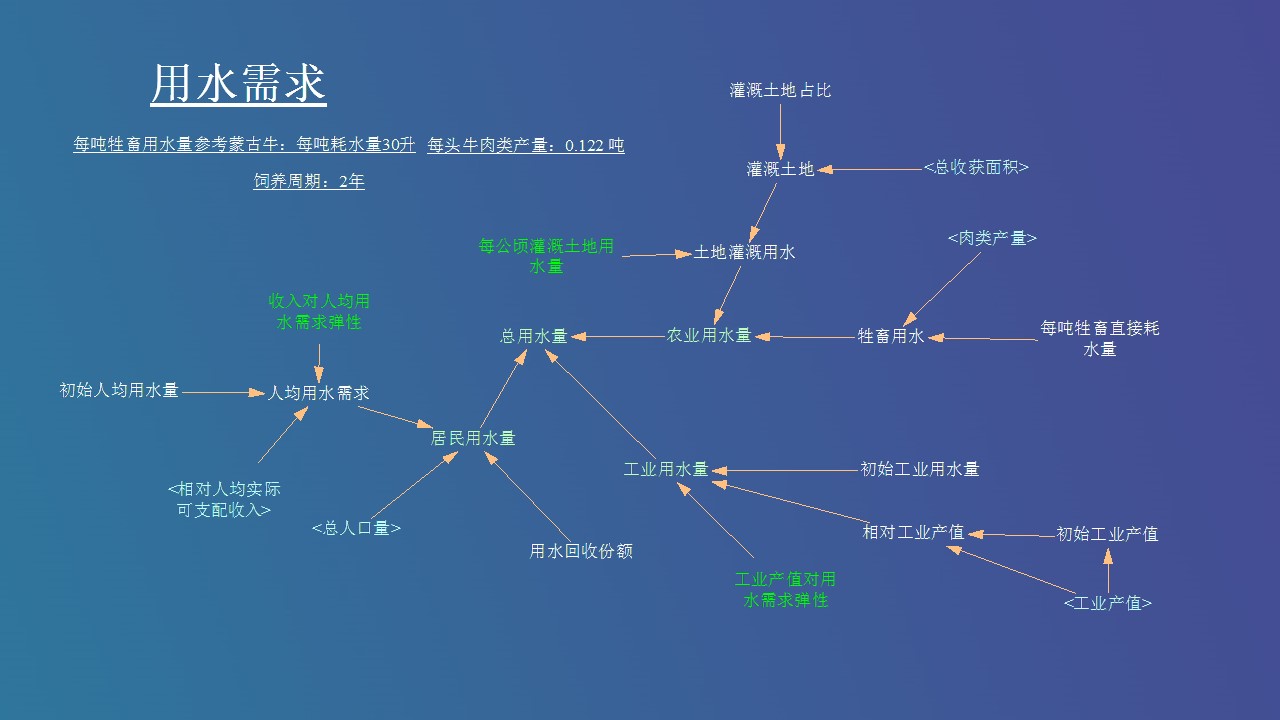 用水需求
每吨牲畜用水量参考蒙古牛：每吨耗水量30升 每头牛肉类产量：0.122 吨
饲养周期：2年
灌溉土地占比
灌溉土地
<总收获面积>
每公顷灌溉土地用
水量
土地灌溉用水
<肉类产量>
收入对人均用
水需求弹性
总用水量
农业用水量
牲畜用水
每吨牲畜直接耗
水量
初始人均用水量
人均用水需求
居民用水量
工业用水量
初始工业用水量
<相对人均实际
可支配收入>
<总人口量>
用水回收份额
相对工业产值
初始工业产值
工业产值对用
水需求弹性
<工业产值>